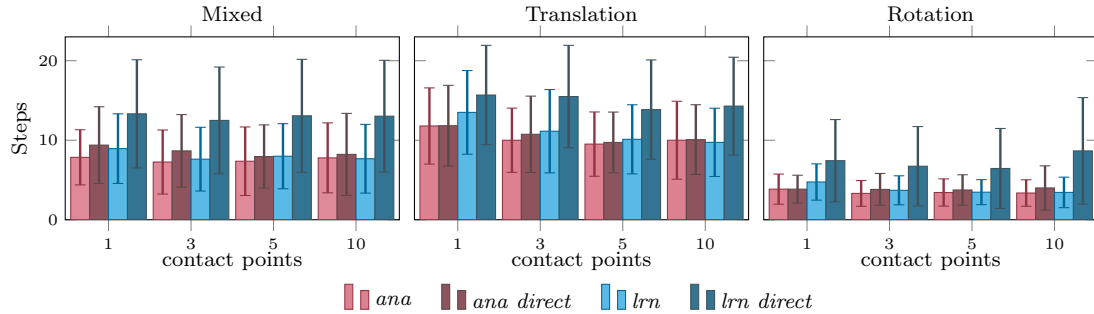 Mixed
Translation
Rotation
Steps
20
10
0
1 3 5 10
1 3 5 10
1 3 5 10
contact points
contact points
contact points
ana ana direct lrn lrn direct